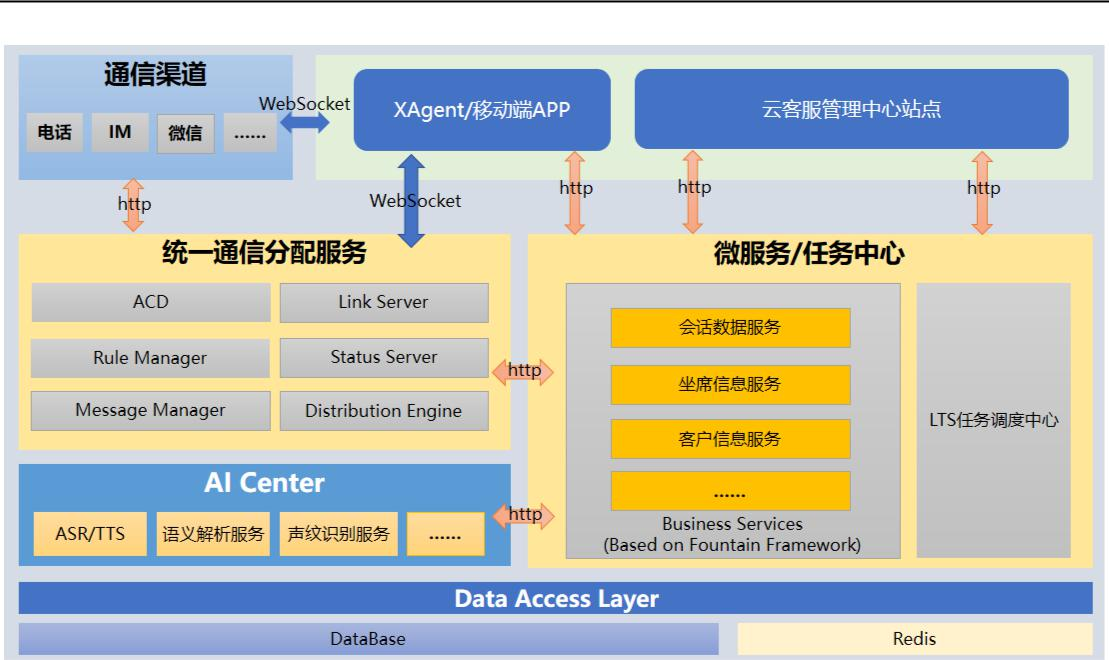 通信渠道
电话
IM
微信
......
WebSocket
XAgent/移动端APP
云客服管理中心站点
http
WebSocket
http
http
http
统一通信分配服务
ACD
Link Server
Rule Manager
Status Server
Message Manager
Distribution Engine
http
微服务/任务中心
会话数据服务
坐席信息服务
客户信息服务
......
Business Services
(Based on Fountain Framework)
LTS任务调度中心
AI Center
ASR/TTS
语义解析服务
声纹识别服务
......
http
Data Access Layer
DataBase
Redis